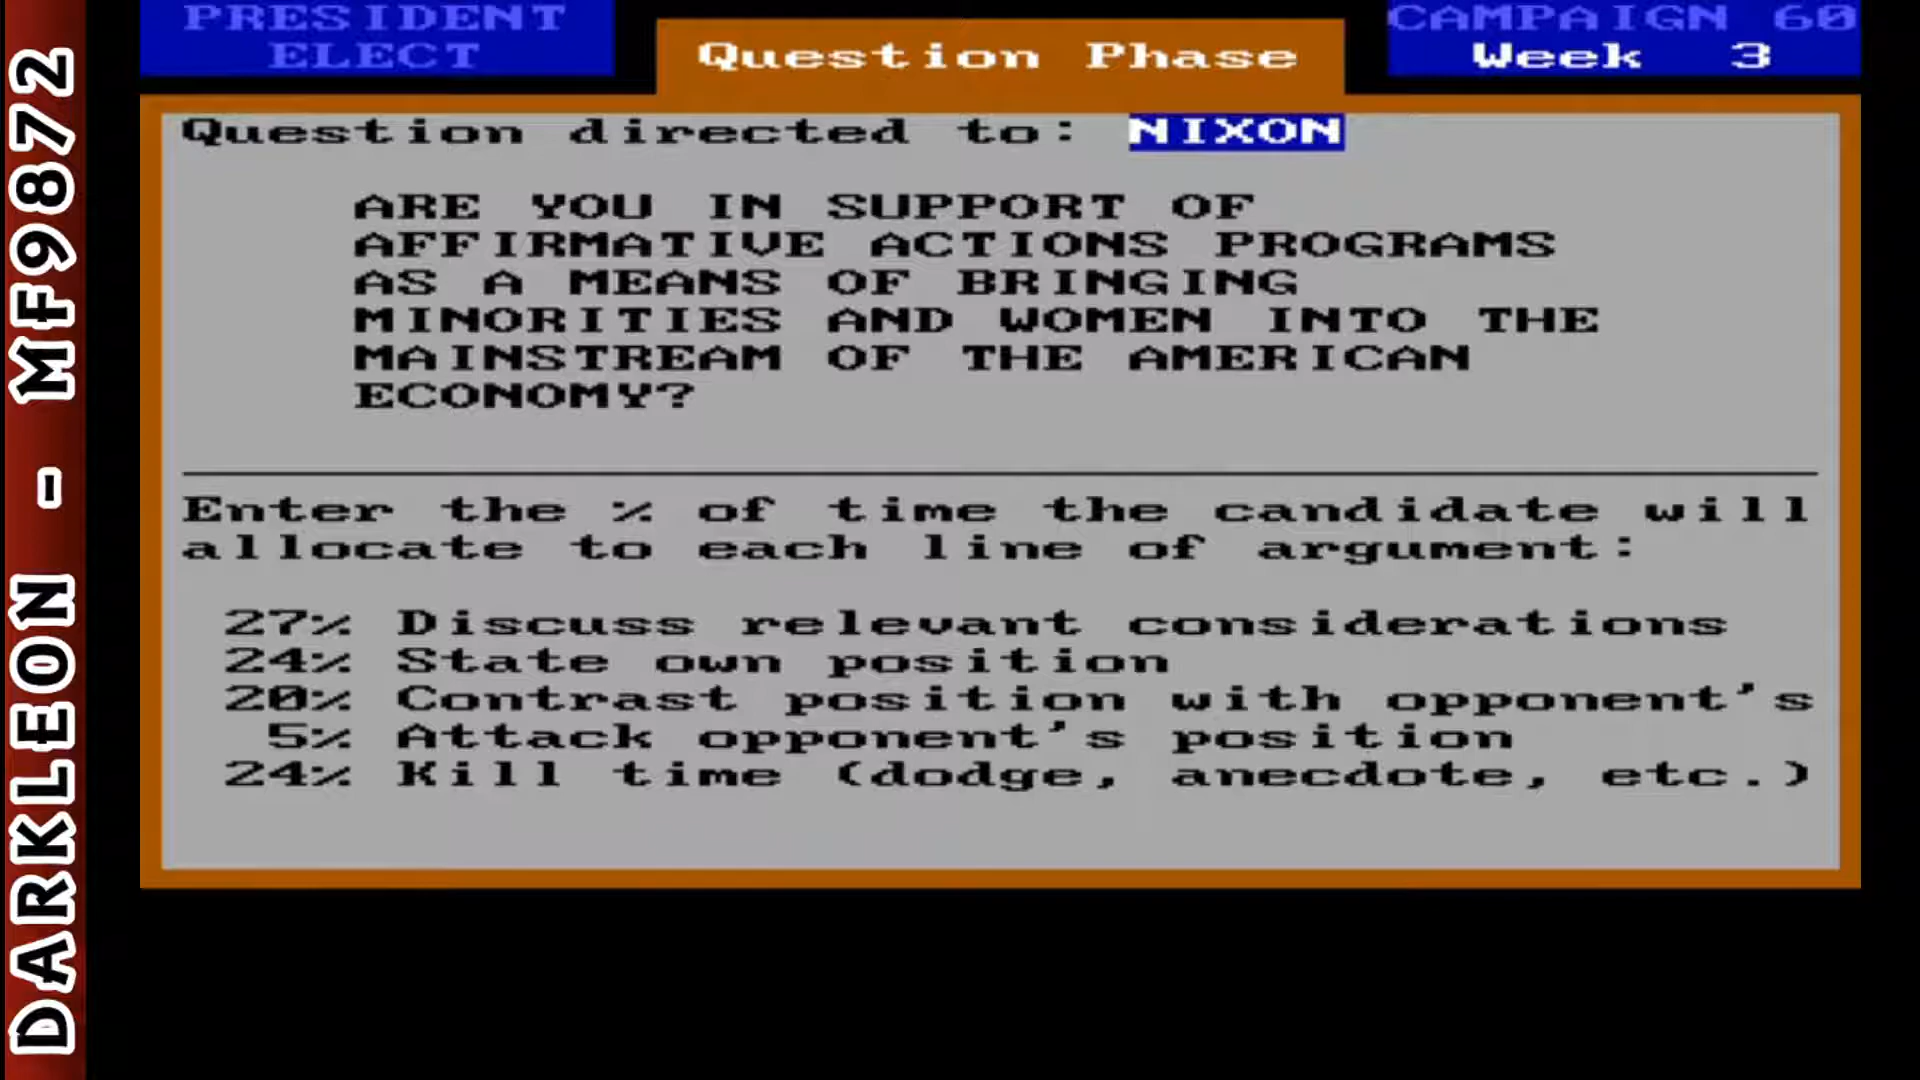 PRESIDENT
ELECT
Question Phase
CAMPAIGN 60
Week 3
Question directed to: NIXON
ARE YOU IN SUPPORT OF
AFFIRMATIVE ACTIONS PROGRAMS
AS A MEANS OF BRINGING
MINORITIES AND WOMEN INTO THE
MAINSTREAM OF THE AMERICAN
ECONOMY?
Enter the % of time the candidate will
allocate to each line of argument:
27% Discuss relevant considerations
24% State own position
20% Contrast position with opponent's
5% Attack opponent's position
24% Kill time (dodge, anecdote, etc.)
DARKLEON - MF9872